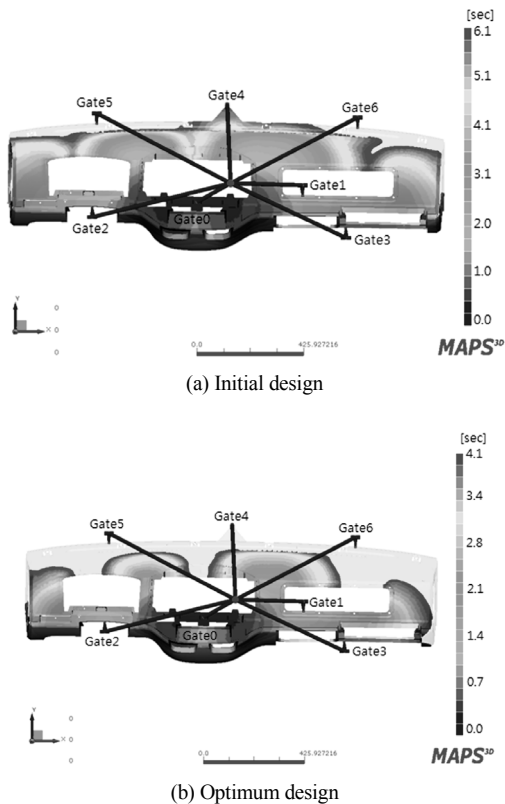 [sec]
6.1
5.1
4.1
3.1
2.0
1.0
0.0
Gate5
Gate4
Gate6
Gate1
Gate0
Gate2
Gate3
Y
X
0
0
0
0.0
425.927216
MAPS3D
(a) Initial design
[sec]
4.1
3.4
2.8
2.1
1.4
0.7
0.0
Gate5
Gate4
Gate6
Gate1
Gate0
Gate2
Gate3
Y
X
0
0
0
0.0
425.927216
MAPS3D
(b) Optimum design